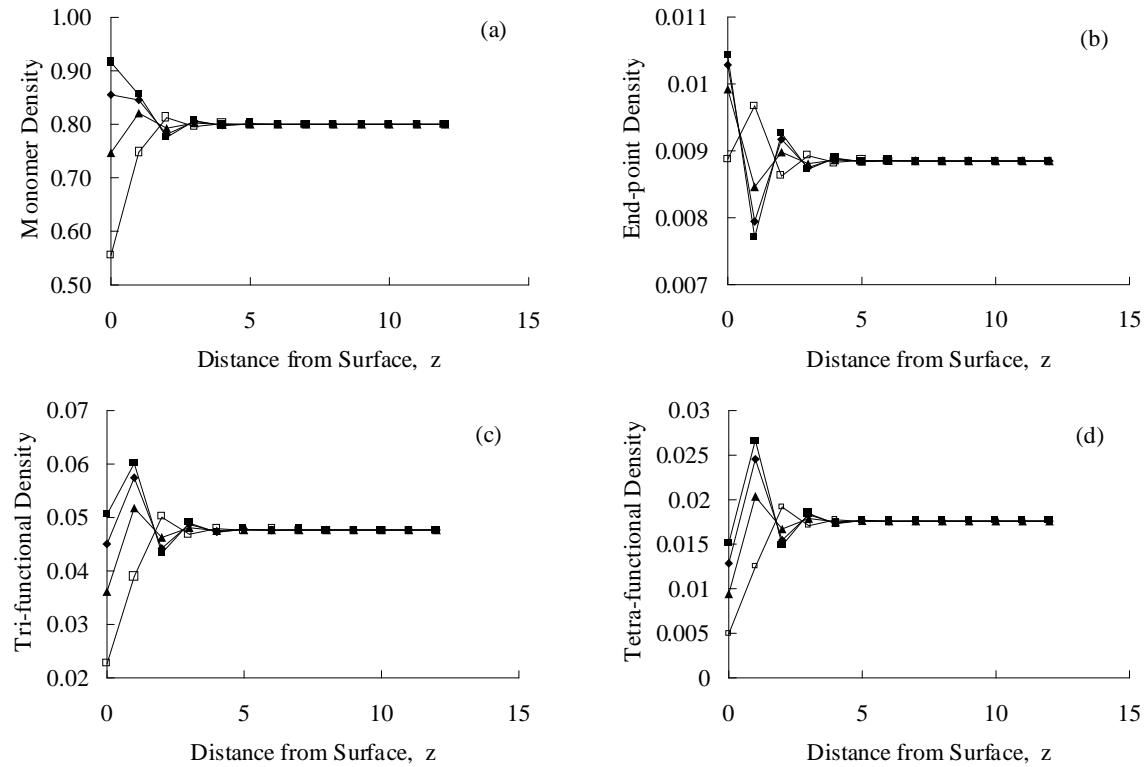 (a)
Monomer Density
1.00
0.90
0.80
0.70
0.60
0.50
0 5 10 15
Distance from Surface, z
(b)
End-point Density
0.011
0.010
0.009
0.008
0.007
0 5 10 15
Distance from Surface, z
(c)
Tri-functional Density
0.07
0.06
0.05
0.04
0.03
0.02
0 5 10 15
Distance from Surface, z
(d)
Tetra-functional Density
0.03
0.025
0.02
0.015
0.01
0.005
0
0 5 10 15
Distance from Surface, z